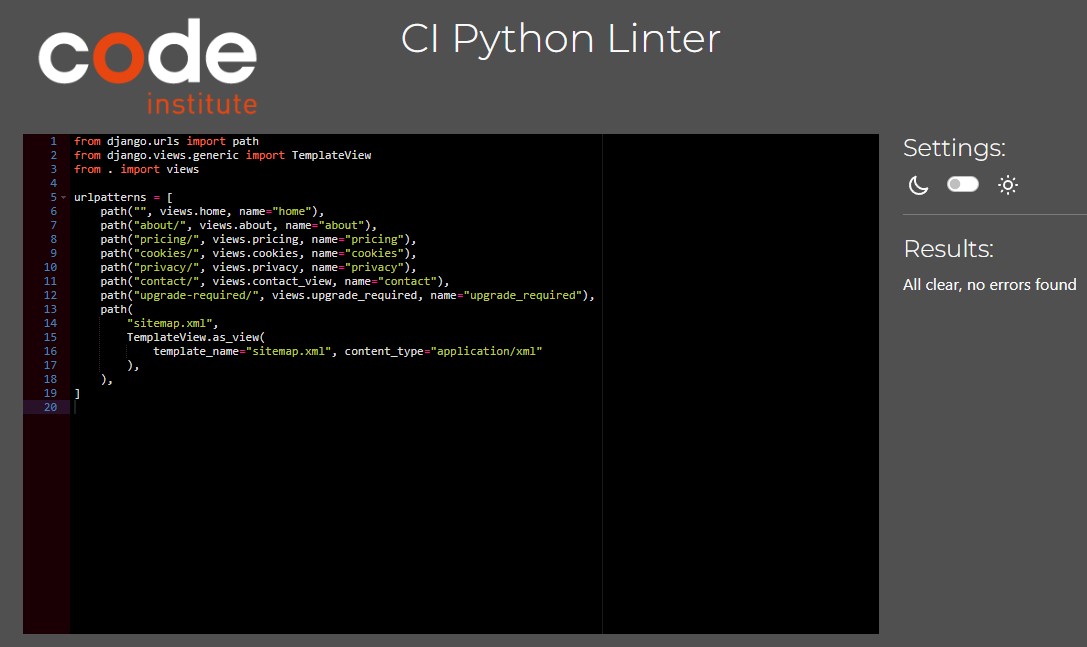 code
institute
CI Python Linter
1 from django.urls import path
2 from django.views.generic import TemplateView
3 from . import views
4
5 urlpatterns = [
6     path("", views.home, name="home"),
7     path("about/", views.about, name="about"),
8     path("pricing/", views.pricing, name="pricing"),
9     path("cookies/", views.cookies, name="cookies"),
10     path("privacy/", views.privacy, name="privacy"),
11     path("contact/", views.contact_view, name="contact"),
12     path("upgrade-required/", views.upgrade_required, name="upgrade_required"),
13     path(
14         "sitemap.xml",
15         TemplateView.as_view(
16             template_name="sitemap.xml", content_type="application/xml"
17         ),
18     ),
19 ]
20
Settings:
Results:
All clear, no errors found